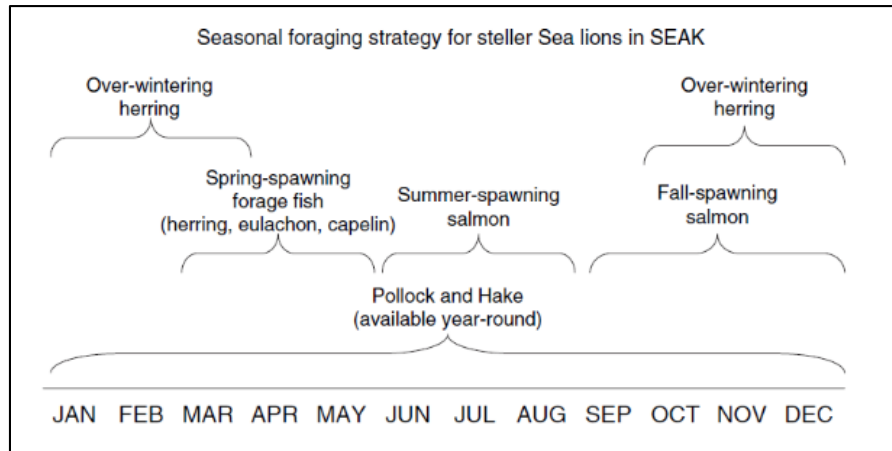 Seasonal foraging strategy for steller Sea lions in SEAK
Over-wintering
herring
Over-wintering
herring
Spring-spawning
forage fish
(herring, eulachon, capelin)
Summer-spawning
salmon
Fall-spawning
salmon
Pollock and Hake
(available year-round)
JAN FEB MAR APR MAY JUN JUL AUG SEP OCT NOV DEC